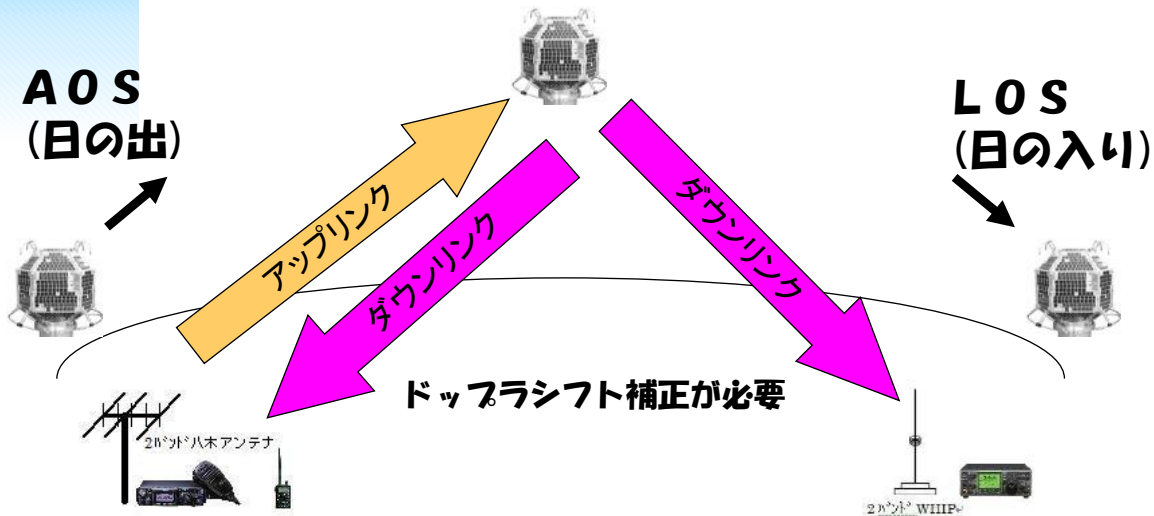 AOS
(日の出)
LOS
(日の入り)
アップリンク
ダウンリンク
ダウンリンク
ドップラシフト補正が必要
2バンド八木アンテナ
2バンド WHIP